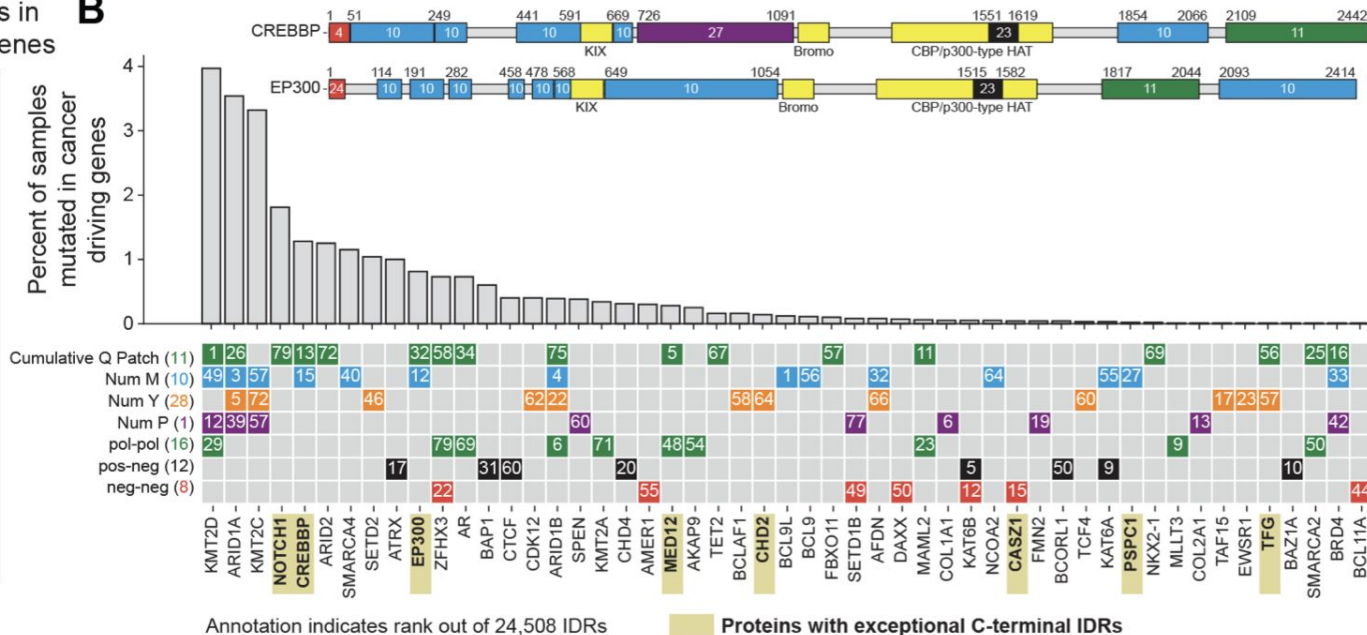 s in
enes
B
1 51 249 441 591 669 726 1091 1551 1619 1854 2066 2109 2442
CREBBP 4 10 10 10 10 27 23 10 11
KIX Bromo CBP/p300-type HAT
1 114 191 282 458 478 568 649 1054 1515 1582 1817 2044 2093 2414
EP300 24 10 10 10 10 10 10 10 23 11 10
KIX Bromo CBP/p300-type HAT
Percent of samples
mutated in cancer
driving genes
4
3
2
1
0
Cumulative Q Patch (11) 1 26 79 13 72 32 58 34 75 5 67 57 11 69 56 25 16
Num M (10) 49 3 57 15 40 12 4 1 56 32 64 55 27 33
Num Y (28) 5 72 46 62 22 58 64 66 60 17 23 57
Num P (1) 12 39 57 60 77 6 19 13 42
pol-pol (16) 29 79 69 6 71 48 54 23 9 50
pos-neg (12) 17 31 60 20 5 50 9 10
neg-neg (8) 22 55 49 50 12 15 44
KMT2D
ARID1A
KMT2C
NOTCH1
CREBBP
ARID2
SMARCA4
SETD2
ATRX
EP300
ZFHX3
AR
BAP1
CTCF
CDK12
ARID1B
SPEN
KMT2A
CHD4
AMER1
MED12
AKAP9
TET2
BCLAF1
CHD2
BCL9L
BCL9
FBXO11
SETD1B
AFDN
DAXX
MAML2
COL1A1
KAT6B
NCOA2
CASZ1
FMN2
BCORL1
TCF4
KAT6A
PSPC1
NKX2-1
MLLT3
COL2A1
TAF15
EWSR1
TFG
BAZ1A
SMARCA2
BRD4
BCL11A
Annotation indicates rank out of 24,508 IDRs
Proteins with exceptional C-terminal IDRs